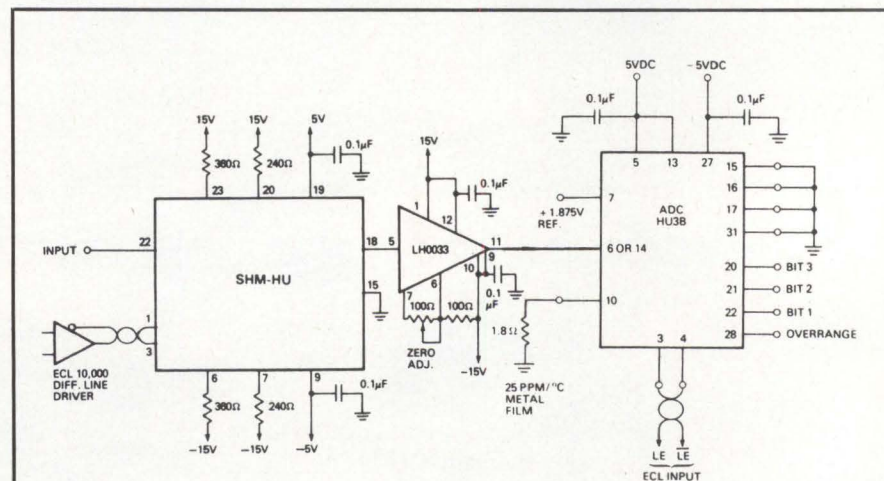 5VDC
-5VDC
0.1µF
0.1µF
15V
15V
5V
0.1µF
360Ω
240Ω
23
20
19
15V
0.1µF
1
12
5
13
27
ADC
HU3B
15
16
17
31
7
+1.875V
REF.
INPUT
22
SHM-HU
18
5
LH0033
11
6 OR 14
10
9
15
7
6
0.1
µF
100Ω
100Ω
ZERO
ADJ.
-15V
10
1.8Ω
25 PPM/°C
METAL
FILM
20
BIT 3
21
BIT 2
22
BIT 1
28
OVERRANGE
3
4
1
3
ECL 10,000
DIFF. LINE
DRIVER
6
7
9
360Ω
240Ω
0.1µF
-15V
-15V
-5V
LE
LE
ECL INPUT